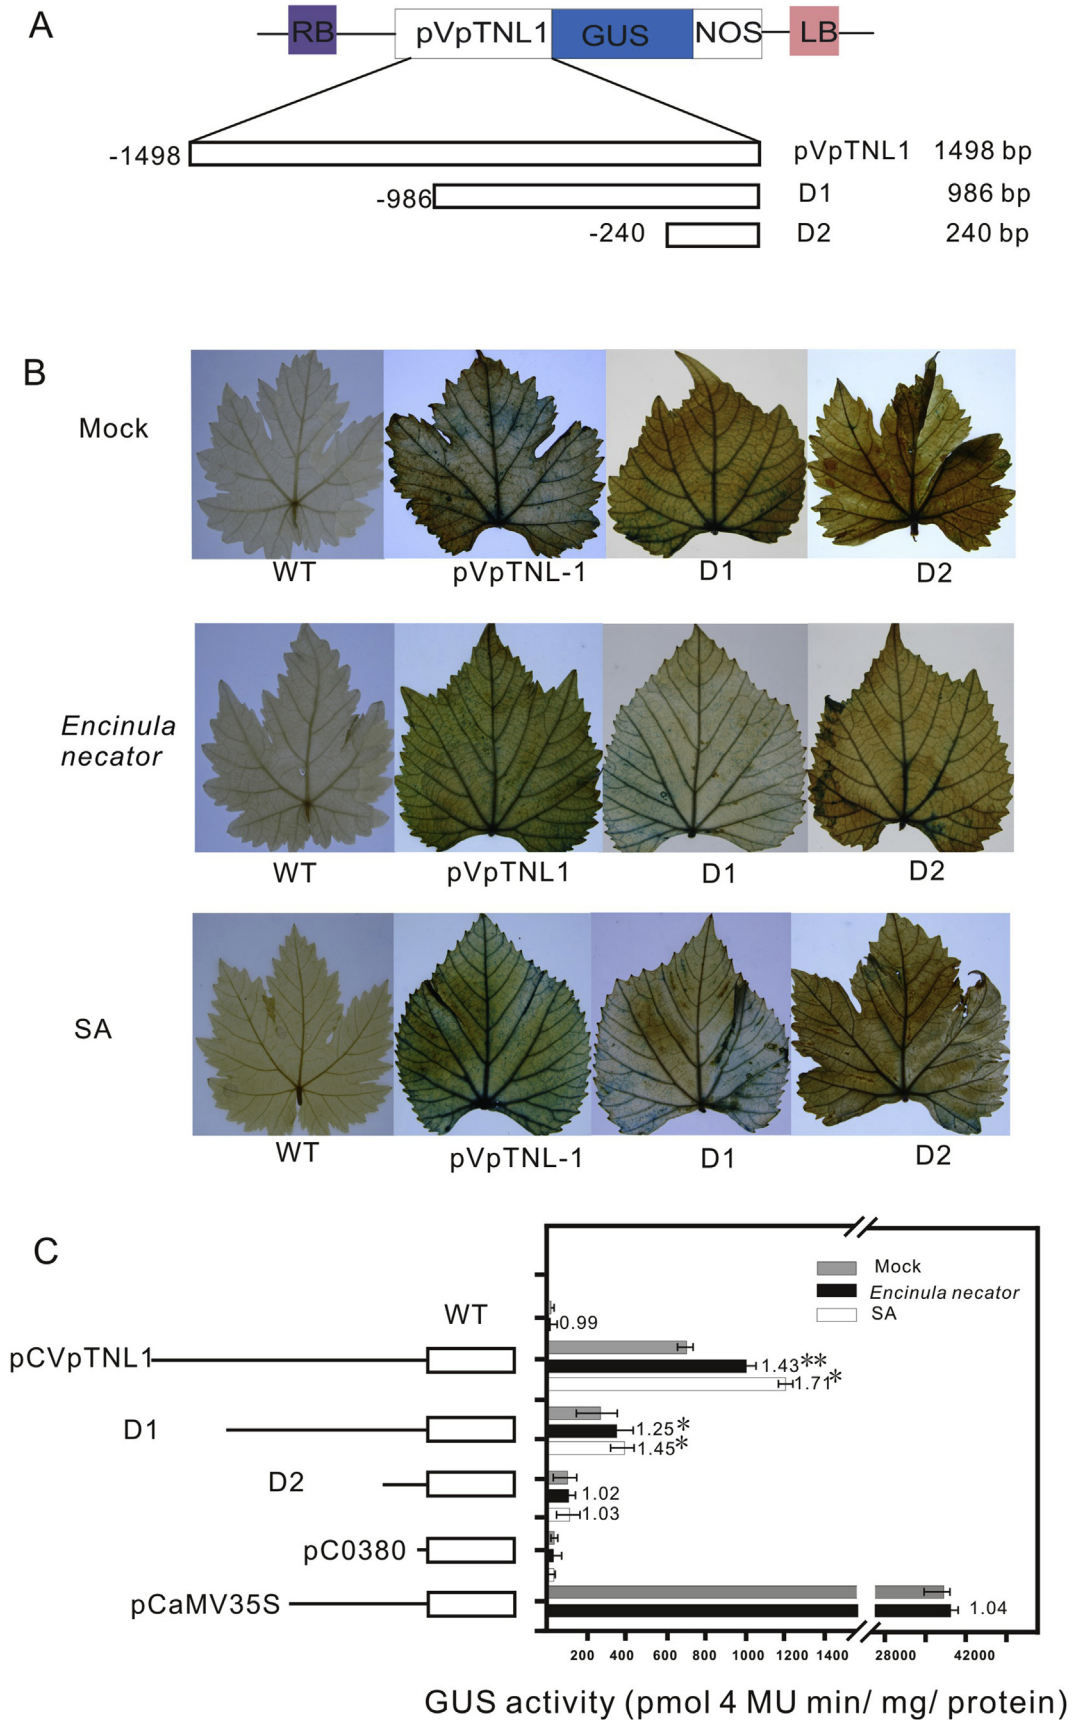 A
RB
pVpTNL1
GUS
NOS
LB
-1498
pVpTNL1 1498 bp
-986
D1 986 bp
-240
D2 240 bp
B
Mock
WT pVpTNL-1 D1 D2
Encinula
necator
WT pVpTNL1 D1 D2
SA
WT pVpTNL-1 D1 D2
C
Mock
Encinula necator
SA
WT
0.99
pCVpTNL1
1.43**
1.71*
D1
1.25*
1.45*
D2
1.02
1.03
pC0380
pCaMV35S
1.04
200 400 600 800 1000 1200 1400 28000 42000
GUS activity (pmol 4 MU min/ mg/ protein)